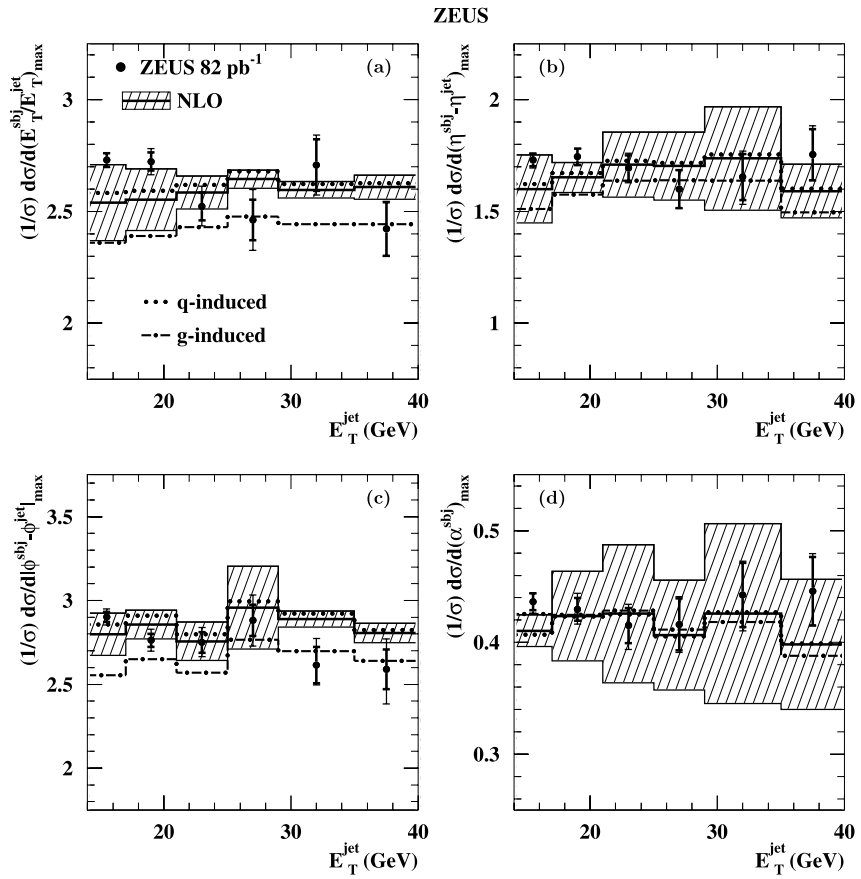 ZEUS
(a)
ZEUS 82 pb-1
NLO
q-induced
g-induced
(1/σ) dσ/d(E_T^sbj/E_T^jet)_max
3
2.5
2
20 30 40
E_T^jet (GeV)
(b)
(1/σ) dσ/d(η^sbj-η^jet)_max
2
1.5
1
20 30 40
E_T^jet (GeV)
(c)
(1/σ) dσ/d|ϕ^sbj-ϕ^jet|_max
3.5
3
2.5
2
20 30 40
E_T^jet (GeV)
(d)
(1/σ) dσ/d(α^sbj)_max
0.5
0.4
0.3
20 30 40
E_T^jet (GeV)